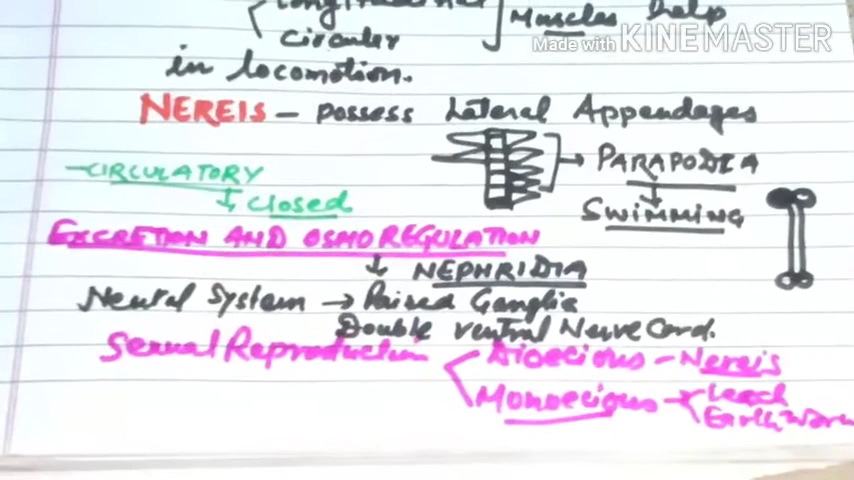 Longitudinal
circular
Muscles help
Made with KINEMASTER
in locomotion.
NEREIS - possess Lateral Appendages
PARAPODIA
SWIMMING
CIRCULATORY
closed
EXCRETION AND OSMOREGULATION
NEPHRIDIA
Neural System → Paired Ganglia
Double ventral Nerve Cord.
Sexual Reproduction
Dioecious - Nereis
Monoecious
Leech
Earthworm